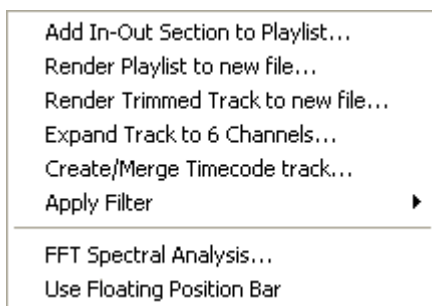 Add In-Out Section to Playlist...
Render Playlist to new file...
Render Trimmed Track to new file...
Expand Track to 6 Channels...
Create/Merge Timecode track...
Apply Filter
FFT Spectral Analysis...
Use Floating Position Bar